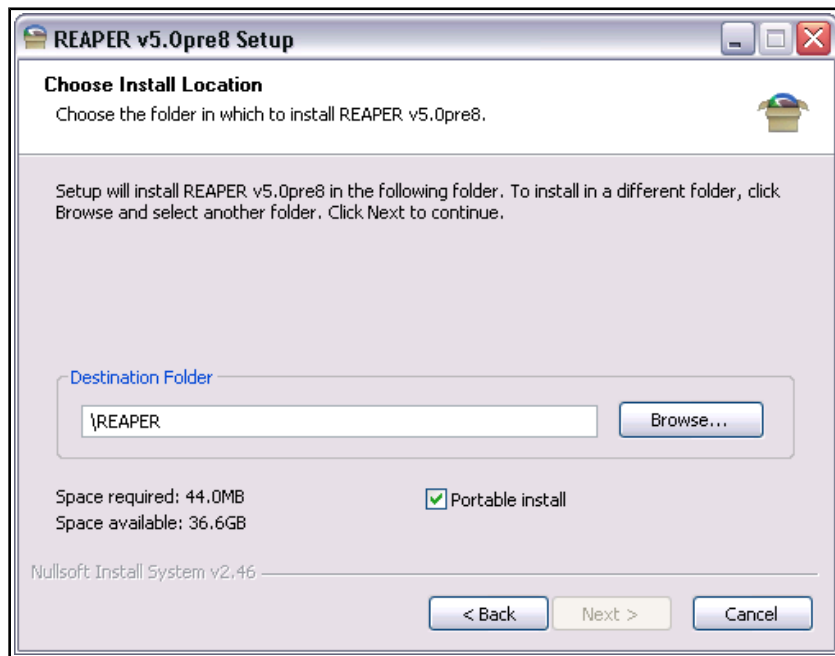 REAPER v5.0pre8 Setup
Choose Install Location
Choose the folder in which to install REAPER v5.0pre8.
Setup will install REAPER v5.0pre8 in the following folder. To install in a different folder, click
Browse and select another folder. Click Next to continue.
Destination Folder
\REAPER
Browse...
Space required: 44.0MB
Portable install
Space available: 36.6GB
Nullsoft Install System v2.46
< Back
Next >
Cancel